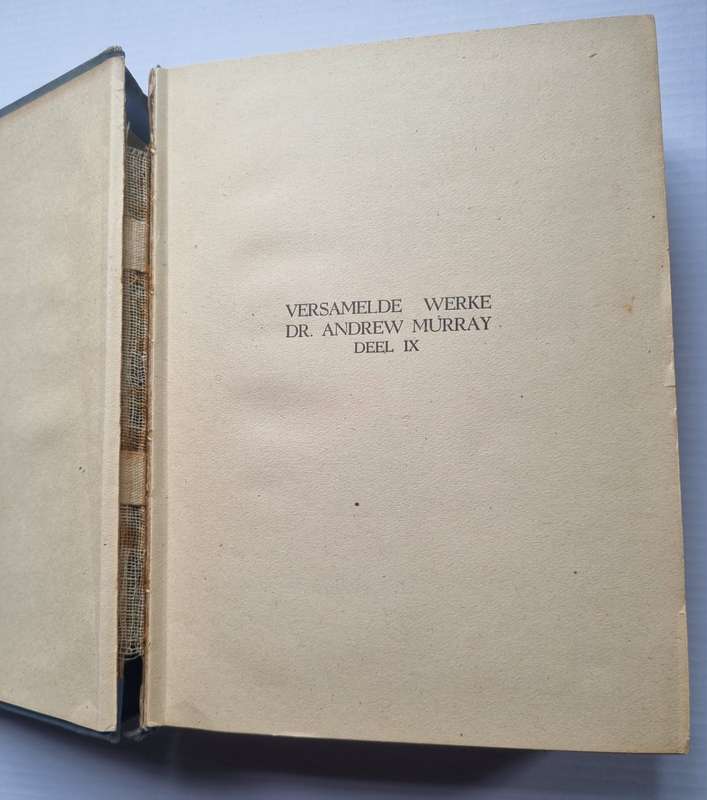 VERSAMELDE WERKE
DR. ANDREW MURRAY
DEEL IX